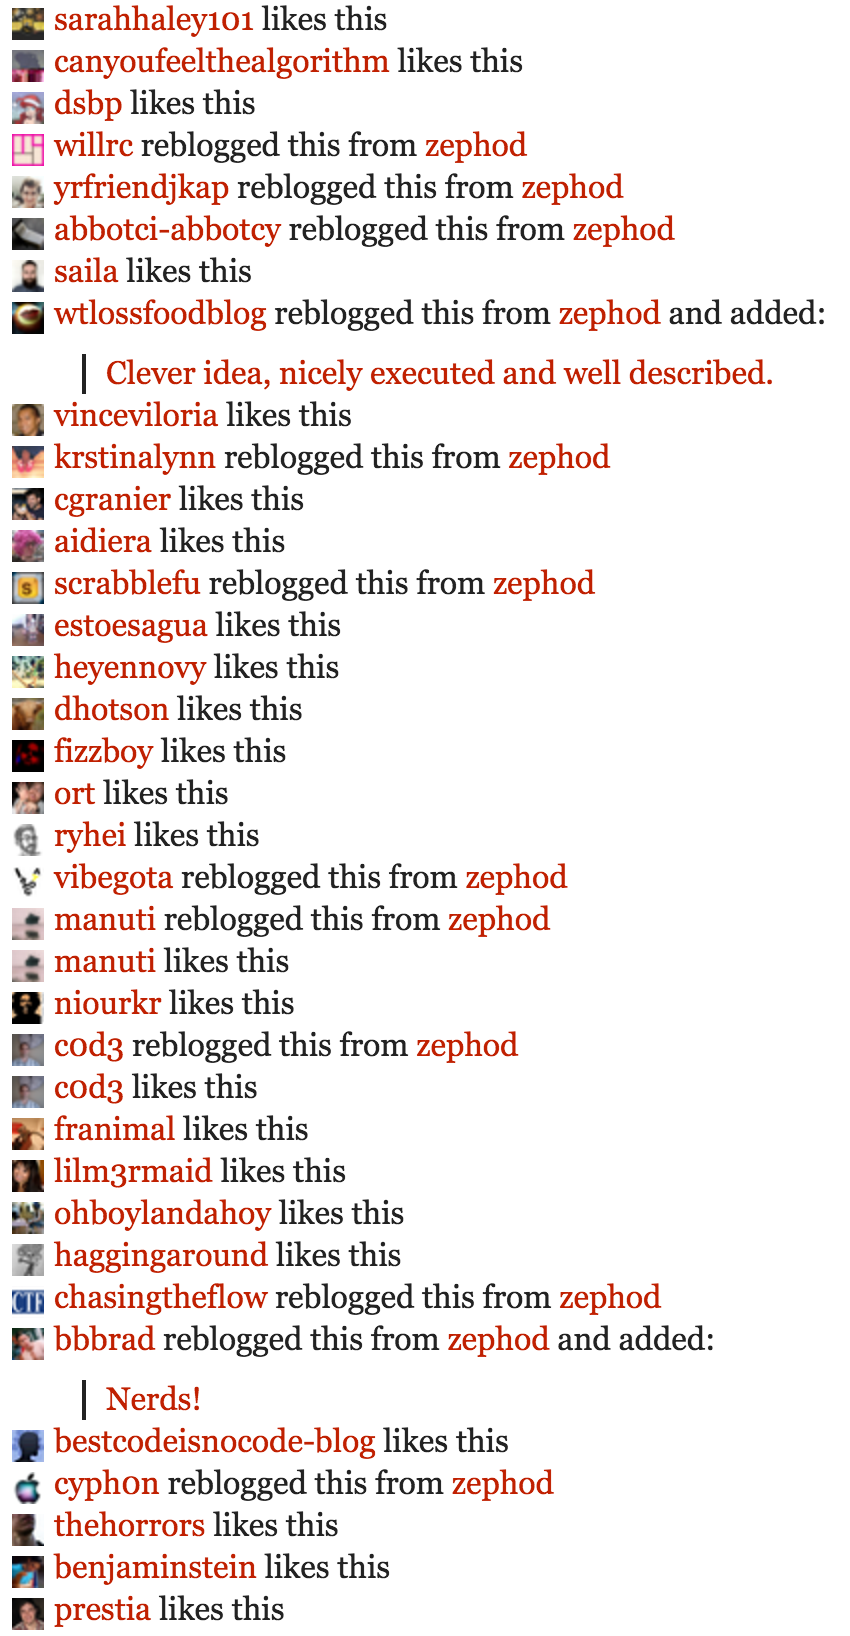 sarahhaley101 likes this
canyoufeelthealgorithm likes this
dsbp likes this
willrc reblogged this from zephod
yrfriendjkap reblogged this from zephod
abbotci-abbotcy reblogged this from zephod
saila likes this
wtlossfoodblog reblogged this from zephod and added:
Clever idea, nicely executed and well described.
vinceviloria likes this
krstinalynn reblogged this from zephod
cgranier likes this
aidiera likes this
S
scrabblefu reblogged this from zephod
estoesagua likes this
heyennovy likes this
dhotson likes this
fizzboy likes this
ort likes this
ryhei likes this
vibegota reblogged this from zephod
manuti reblogged this from zephod
manuti likes this
niourkr likes this
c0d3 reblogged this from zephod
c0d3 likes this
franimal likes this
lilm3rmaid likes this
ohboylandahoy likes this
haggingaround likes this
CTF
chasingtheflow reblogged this from zephod
bbbrad reblogged this from zephod and added:
Nerds!
bestcodeisnocode-blog likes this
cyph0n reblogged this from zephod
thehorrors likes this
benjaminstein likes this
prestia likes this